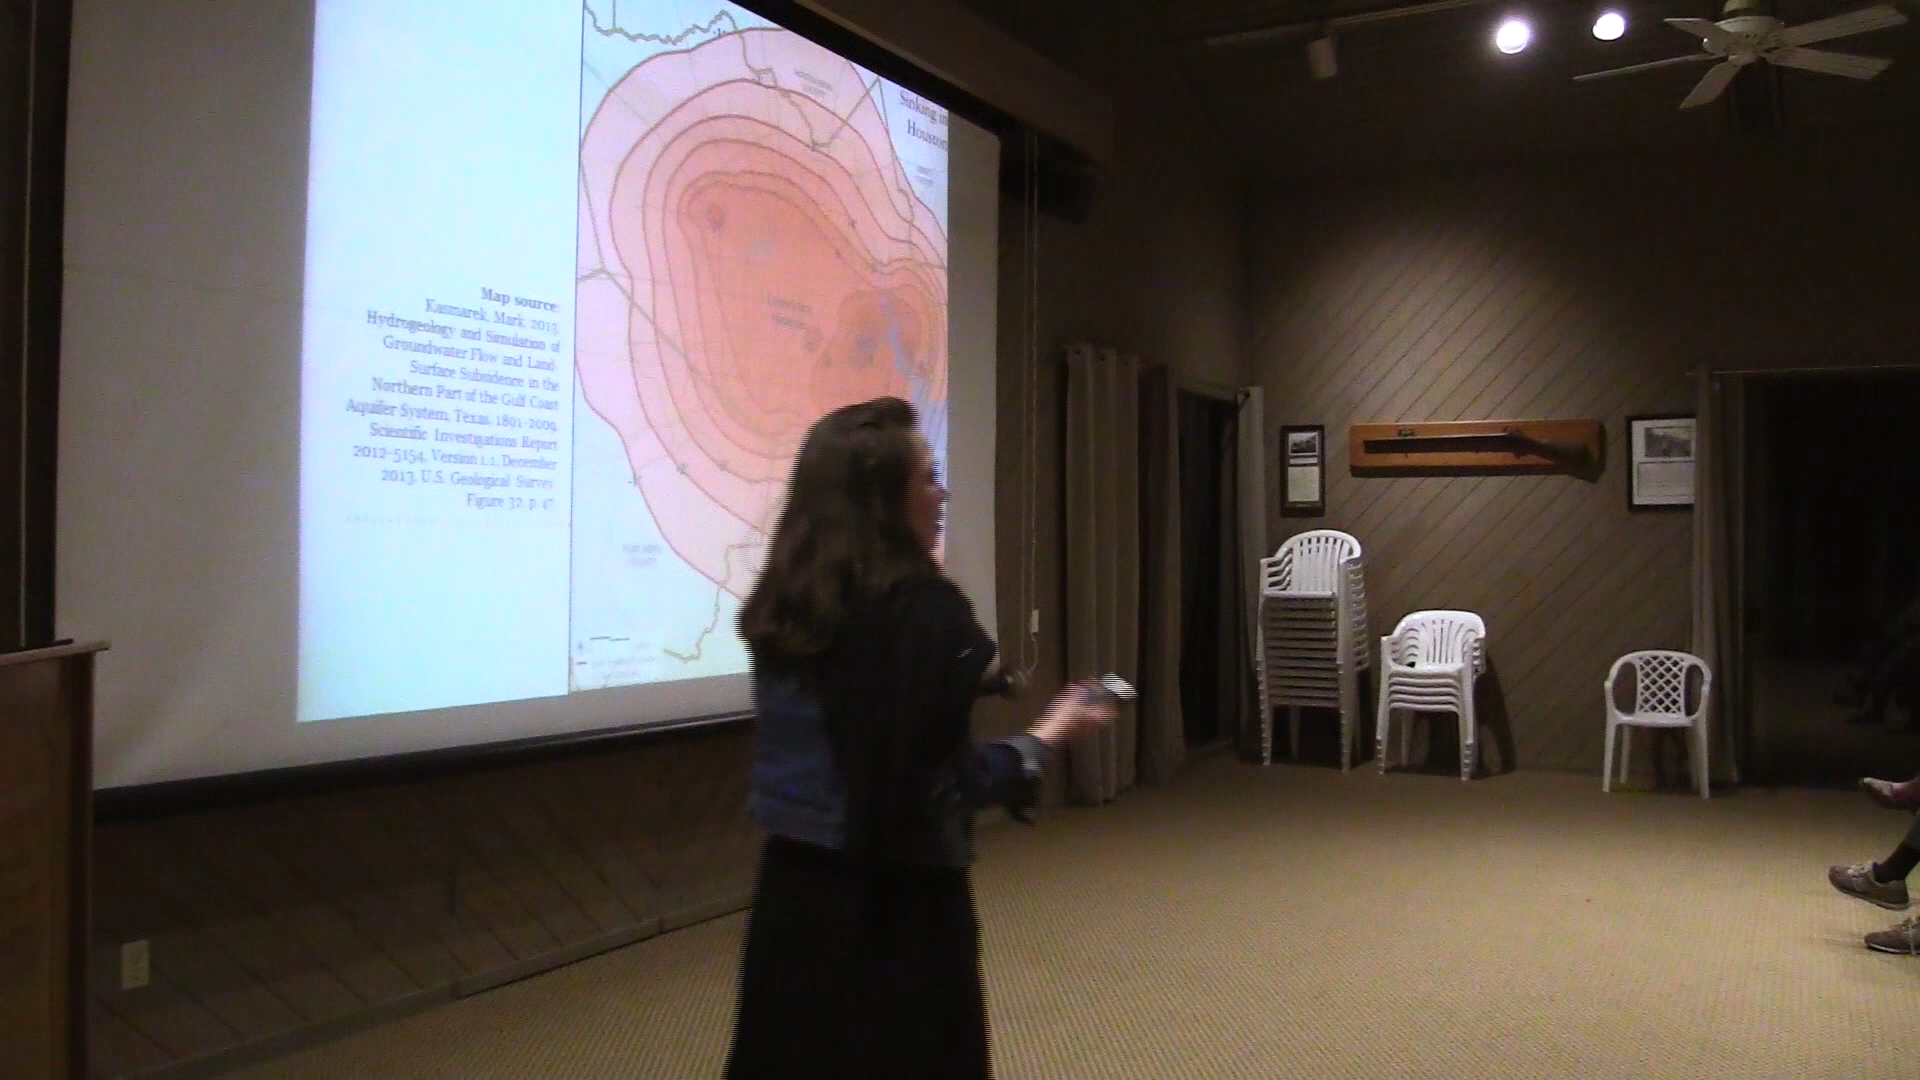 Sinking in
Houston
Map source:
Kasmarek, Mark. 2013.
Hydrogeology and Simulation of
Groundwater Flow and Land-
Surface Subsidence in the
Northern Part of the Gulf Coast
Aquifer System, Texas, 1891-2009.
Scientific Investigations Report
2012-5154, Version 1.1, December
2013. U.S. Geological Survey.
Figure 32, p. 47.